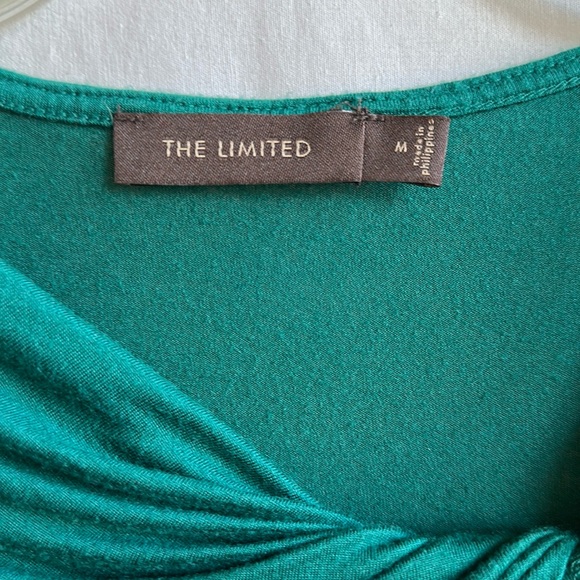 THE LIMITED
M
made in
philippines